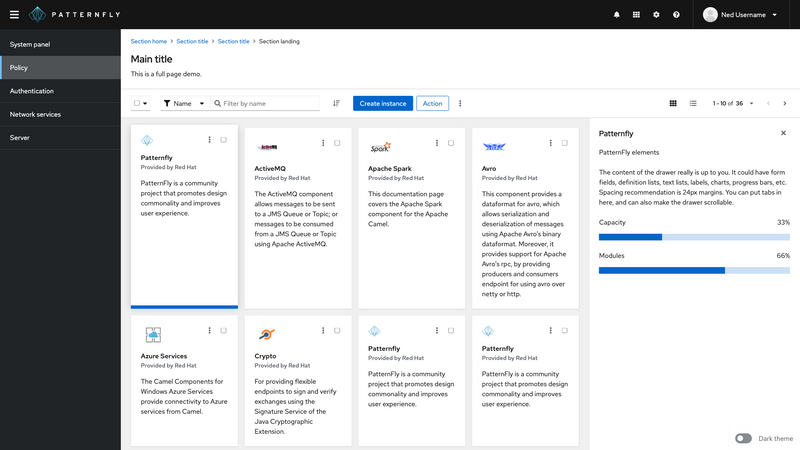 PATTERNFLY
Ned Username
System panel
Policy
Authentication
Network services
Server
Section home > Section title > Section title > Section landing
Main title
This is a full page demo.
Name
Filter by name
Create instance
Action
1 - 10 of 36
Patternfly
Provided by Red Hat
PatternFly is a community
project that promotes design
commonality and improves
user experience.
ActiveMQ
Provided by Red Hat
The ActiveMQ component
allows messages to be sent
to a JMS Queue or Topic; or
messages to be consumed
from a JMS Queue or Topic
using Apache ActiveMQ.
Spark
Apache Spark
Provided by Red Hat
This documentation page
covers the Apache Spark
component for the Apache
Camel.
Avro
Provided by Red Hat
This component provides a
dataformat for avro, which
allows serialization and
deserialization of messages
using Apache Avro's binary
dataformat. Moreover, it
provides support for Apache
Avro's rpc, by providing
producers and consumers
endpoint for using avro over
netty or http.
Azure Services
Provided by Red Hat
The Camel Components for
Windows Azure Services
provide connectivity to Azure
services from Camel.
Crypto
Provided by Red Hat
For providing flexible
endpoints to sign and verify
exchanges using the
Signature Service of the
Java Cryptographic
Extension.
Patternfly
Provided by Red Hat
PatternFly is a community
project that promotes design
commonality and improves
user experience.
Patternfly
Provided by Red Hat
PatternFly is a community
project that promotes design
commonality and improves
user experience.
Patternfly
PatternFly elements
The content of the drawer really is up to you. It could have form
fields, definition lists, text lists, labels, charts, progress bars, etc.
Spacing recommendation is 24px margins. You can put tabs in
here, and can also make the drawer scrollable.
Capacity 33%
Modules 66%
Dark theme